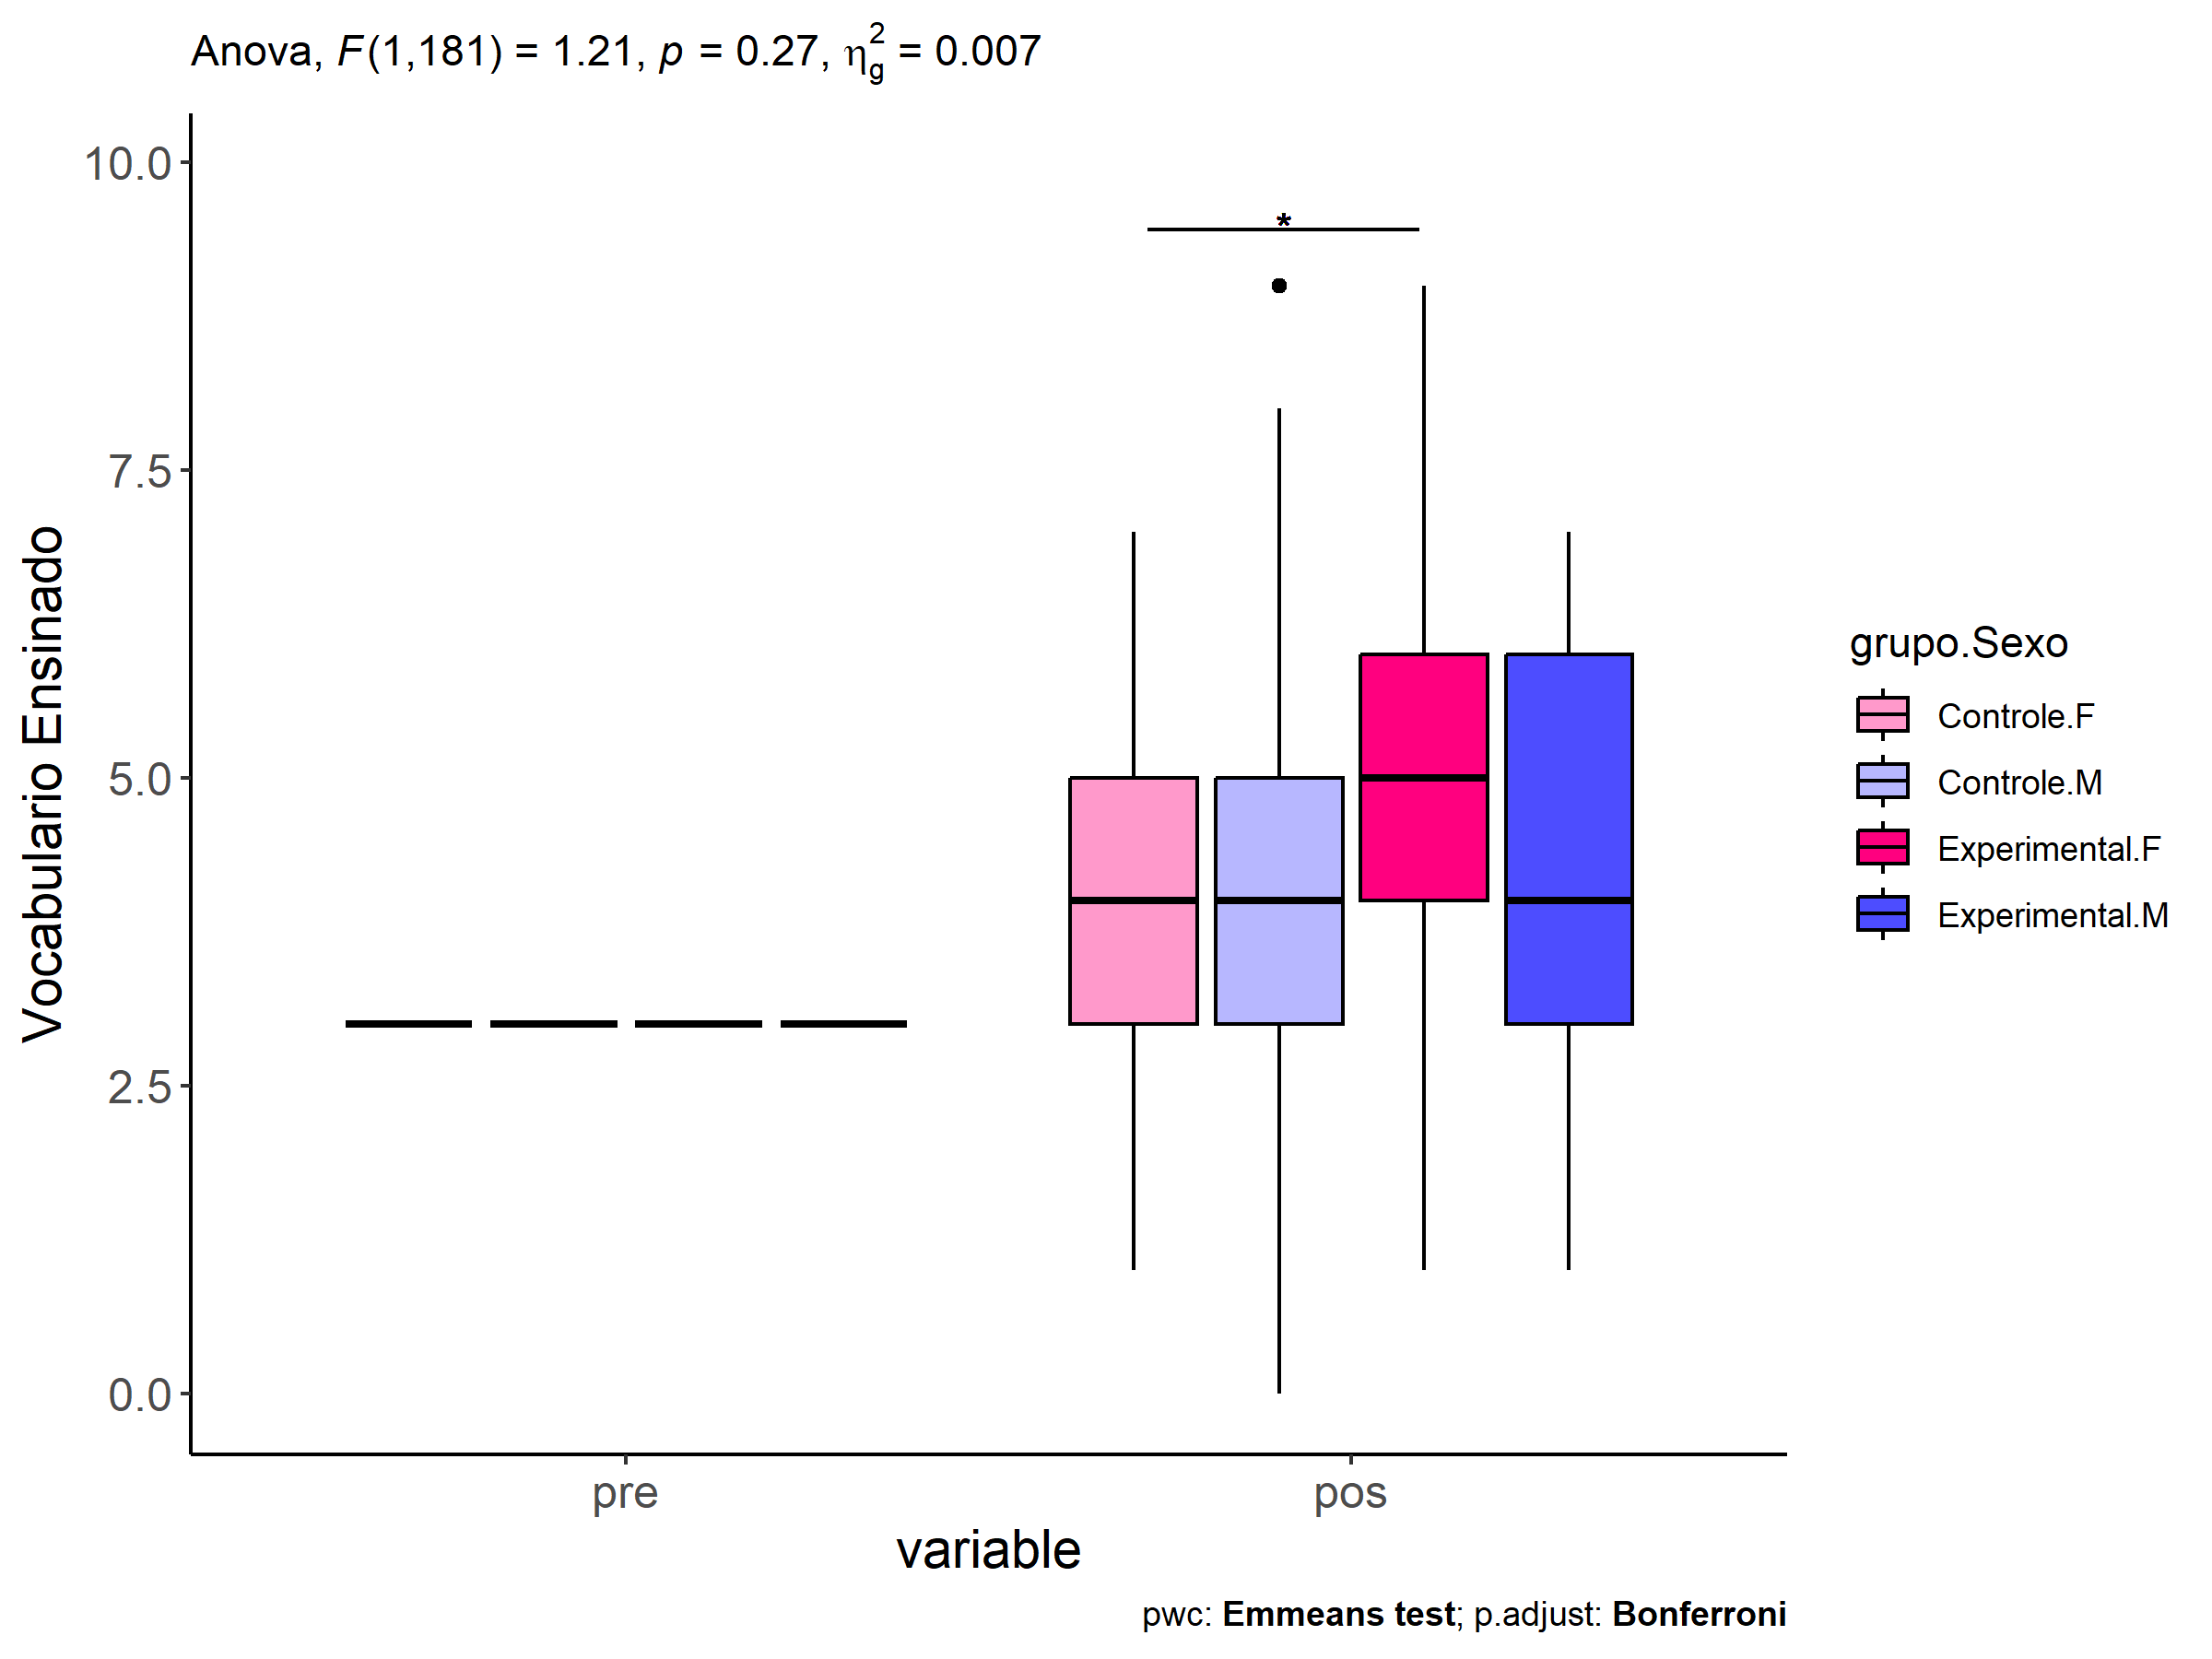 Anova, F(1,181) = 1.21, p = 0.27, η²g = 0.007
10.0
7.5
5.0
2.5
0.0
Vocabulario Ensinado
*
pre
pos
variable
grupo.Sexo
Controle.F
Controle.M
Experimental.F
Experimental.M
pwc: Emmeans test; p.adjust: Bonferroni